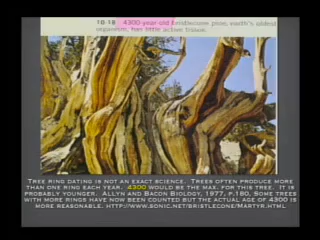 10 18 4300 year old bristlecone pine, earth's oldest
organism, has little active tissue.
TREE RING DATING IS NOT AN EXACT SCIENCE. TREES OFTEN PRODUCE MORE
THAN ONE RING EACH YEAR. 4300 WOULD BE THE MAX. FOR THIS TREE. IT IS
PROBABLY YOUNGER. ALLYN AND BACON BIOLOGY, 1977, P.180, SOME TREES
WITH MORE RINGS HAVE NOW BEEN COUNTED BUT THE ACTUAL AGE OF 4300 IS
MORE REASONABLE. HTTP://WWW.SONIC.NET/BRISTLECONE/MARTYR.HTML